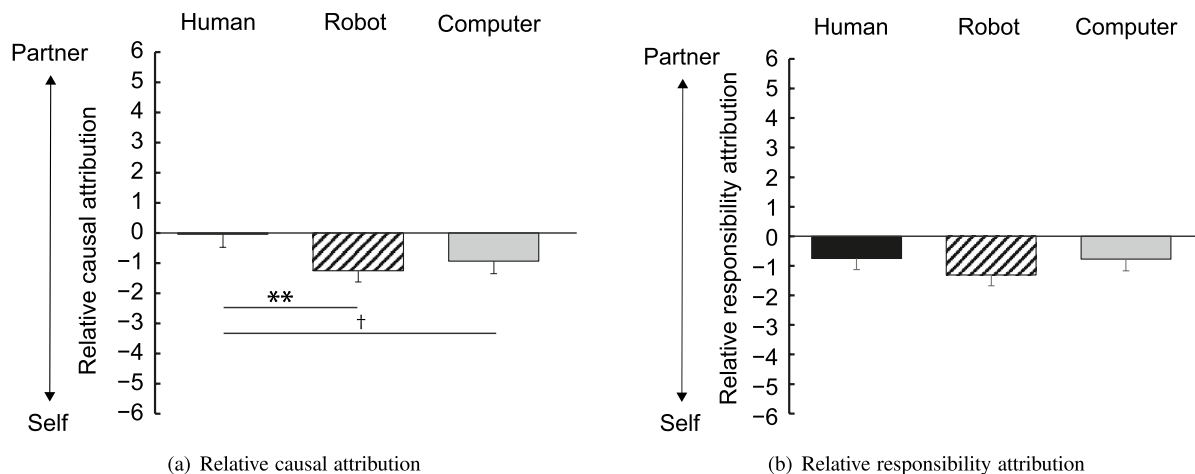 Human Robot Computer
Partner
Self
Relative causal attribution
6
5
4
3
2
1
0
−1
−2
−3
−4
−5
−6
**
†
(a) Relative causal attribution
Human Robot Computer
Partner
Self
Relative responsibility attribution
6
5
4
3
2
1
0
−1
−2
−3
−4
−5
−6
(b) Relative responsibility attribution